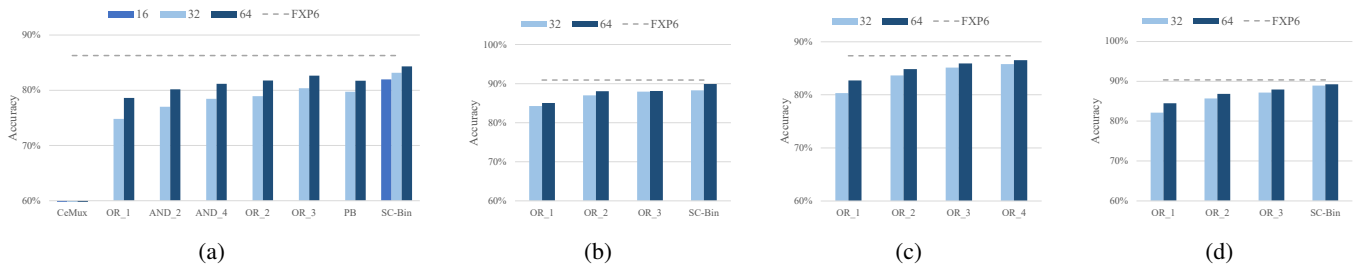 16 32 64 FXP6
90%
80%
70%
60%
Accuracy
CeMux OR_1 AND_2 AND_4 OR_2 OR_3 PB SC-Bin
(a)
32 64 FXP6
100%
90%
80%
70%
60%
Accuracy
OR_1 OR_2 OR_3 SC-Bin
(b)
32 64 FXP6
90%
80%
70%
60%
Accuracy
OR_1 OR_2 OR_3 OR_4
(c)
32 64 FXP6
100%
90%
80%
70%
60%
Accuracy
OR_1 OR_2 OR_3 SC-Bin
(d)